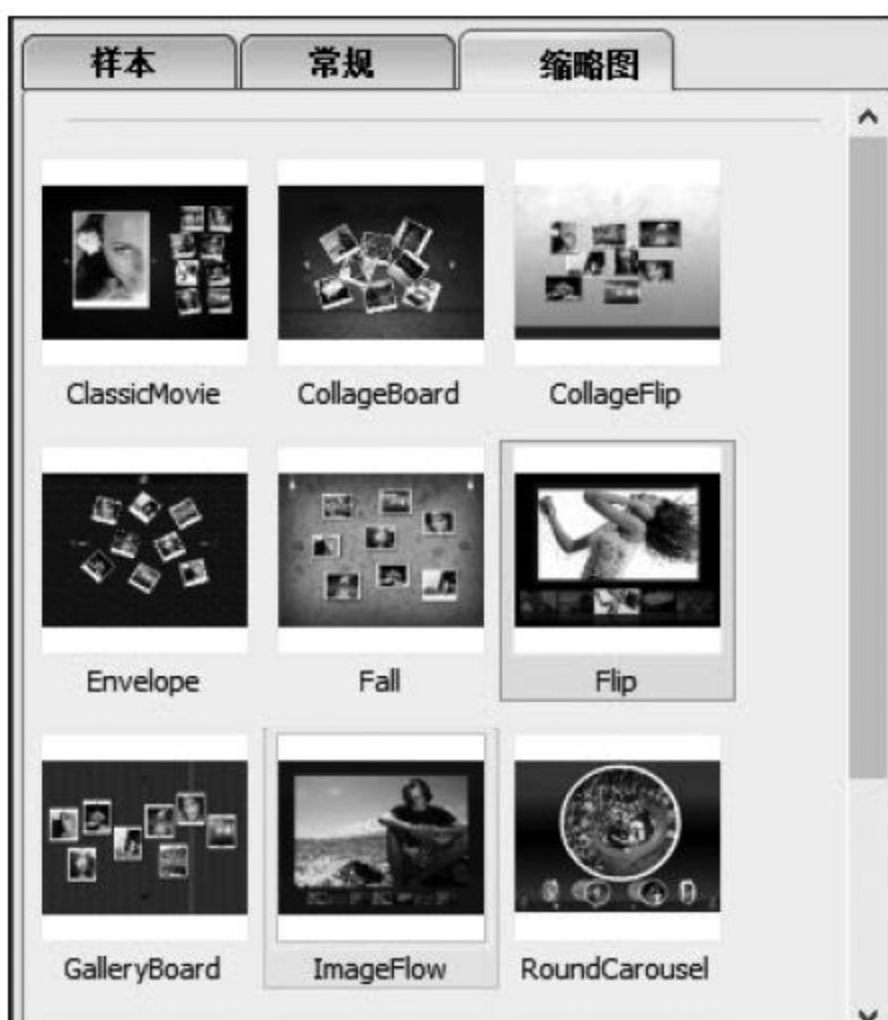 样本 常规 缩略图
ClassicMovie CollageBoard CollageFlip
Envelope Fall Flip
GalleryBoard ImageFlow RoundCarousel